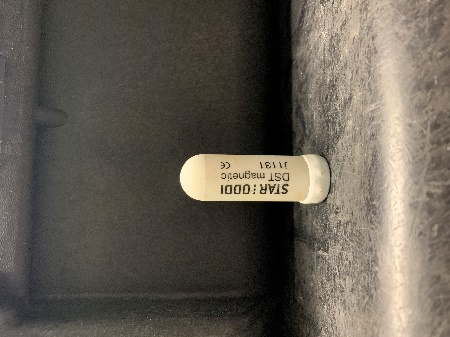 STAR:ODDI
DST magnetic
J1131
CE